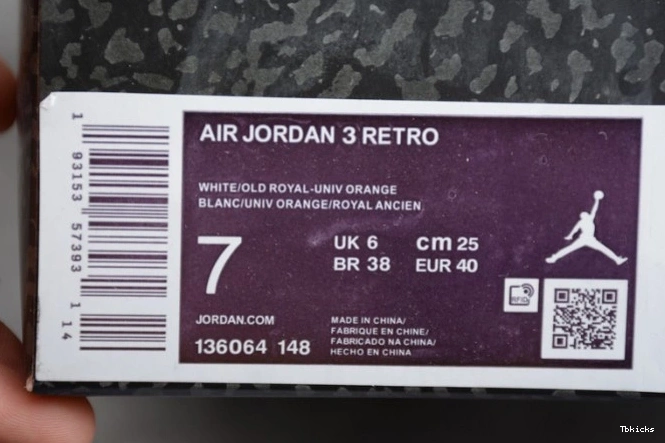 AIR JORDAN 3 RETRO
WHITE/OLD ROYAL-UNIV ORANGE
BLANC/UNIV ORANGE/ROYAL ANCIEN
7
UK 6 cm 25
BR 38 EUR 40
JORDAN.COM
136064 148
MADE IN CHINA/
FABRIQUE EN CHINE/
FABRICADO NA CHINA/
HECHO EN CHINA
RFID
1 93153 57393 1 14
Tbkicks